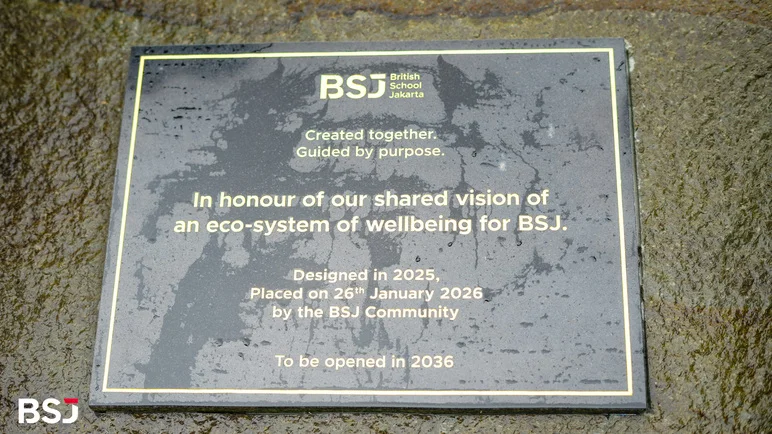 BSJ British
School
Jakarta
Created together.
Guided by purpose.
In honour of our shared vision of
an eco-system of wellbeing for BSJ.
Designed in 2025,
Placed on 26th January 2026
by the BSJ Community
To be opened in 2036
BSJ